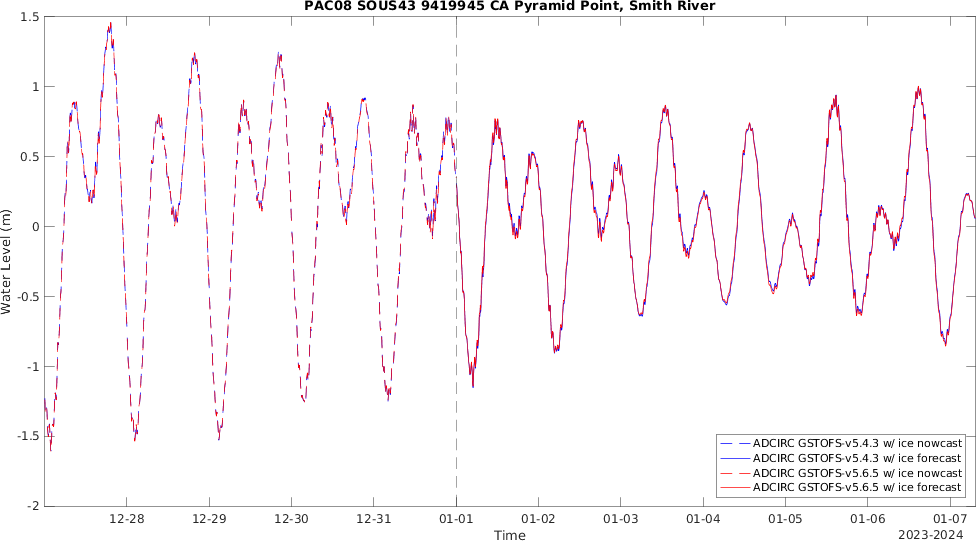 PAC08 SOUS43 9419945 CA Pyramid Point, Smith River
1.5
1
0.5
0
-0.5
-1
-1.5
-2
Water Level (m)
ADCIRC GSTOFS-v5.4.3 w/ ice nowcast
ADCIRC GSTOFS-v5.4.3 w/ ice forecast
ADCIRC GSTOFS-v5.6.5 w/ ice nowcast
ADCIRC GSTOFS-v5.6.5 w/ ice forecast
12-28 12-29 12-30 12-31 01-01 01-02 01-03 01-04 01-05 01-06 01-07
Time
2023-2024